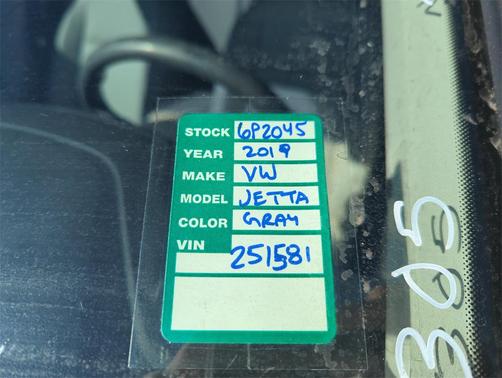 STOCK 6P2045
YEAR 2019
MAKE VW
MODEL JETTA
COLOR GRAY
VIN 251581
305